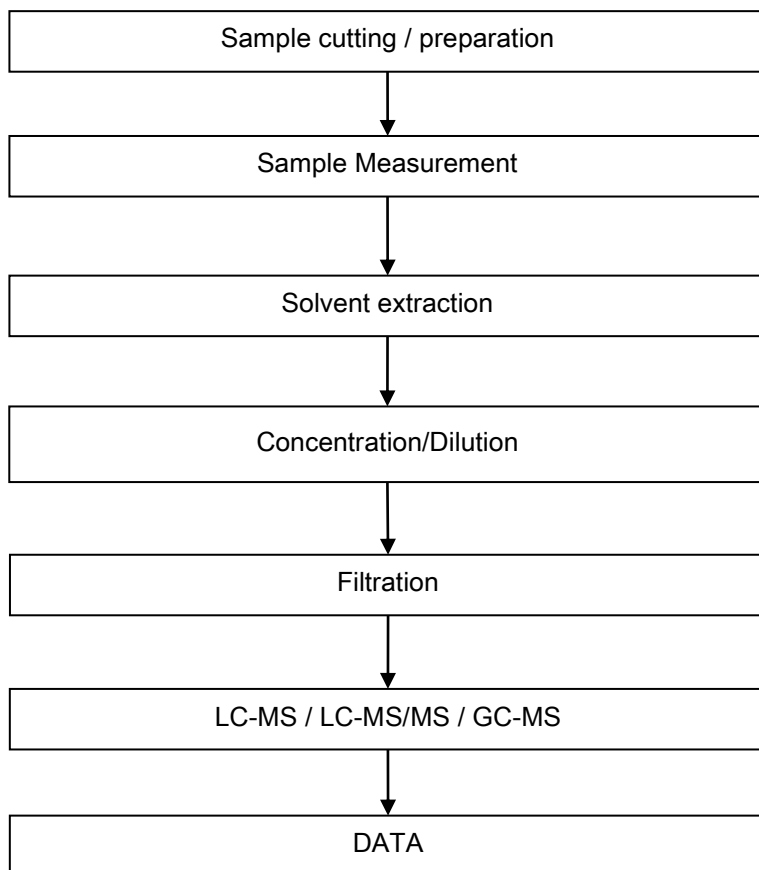 Sample cutting / preparation
Sample Measurement
Solvent extraction
Concentration/Dilution
Filtration
LC-MS / LC-MS/MS / GC-MS
DATA